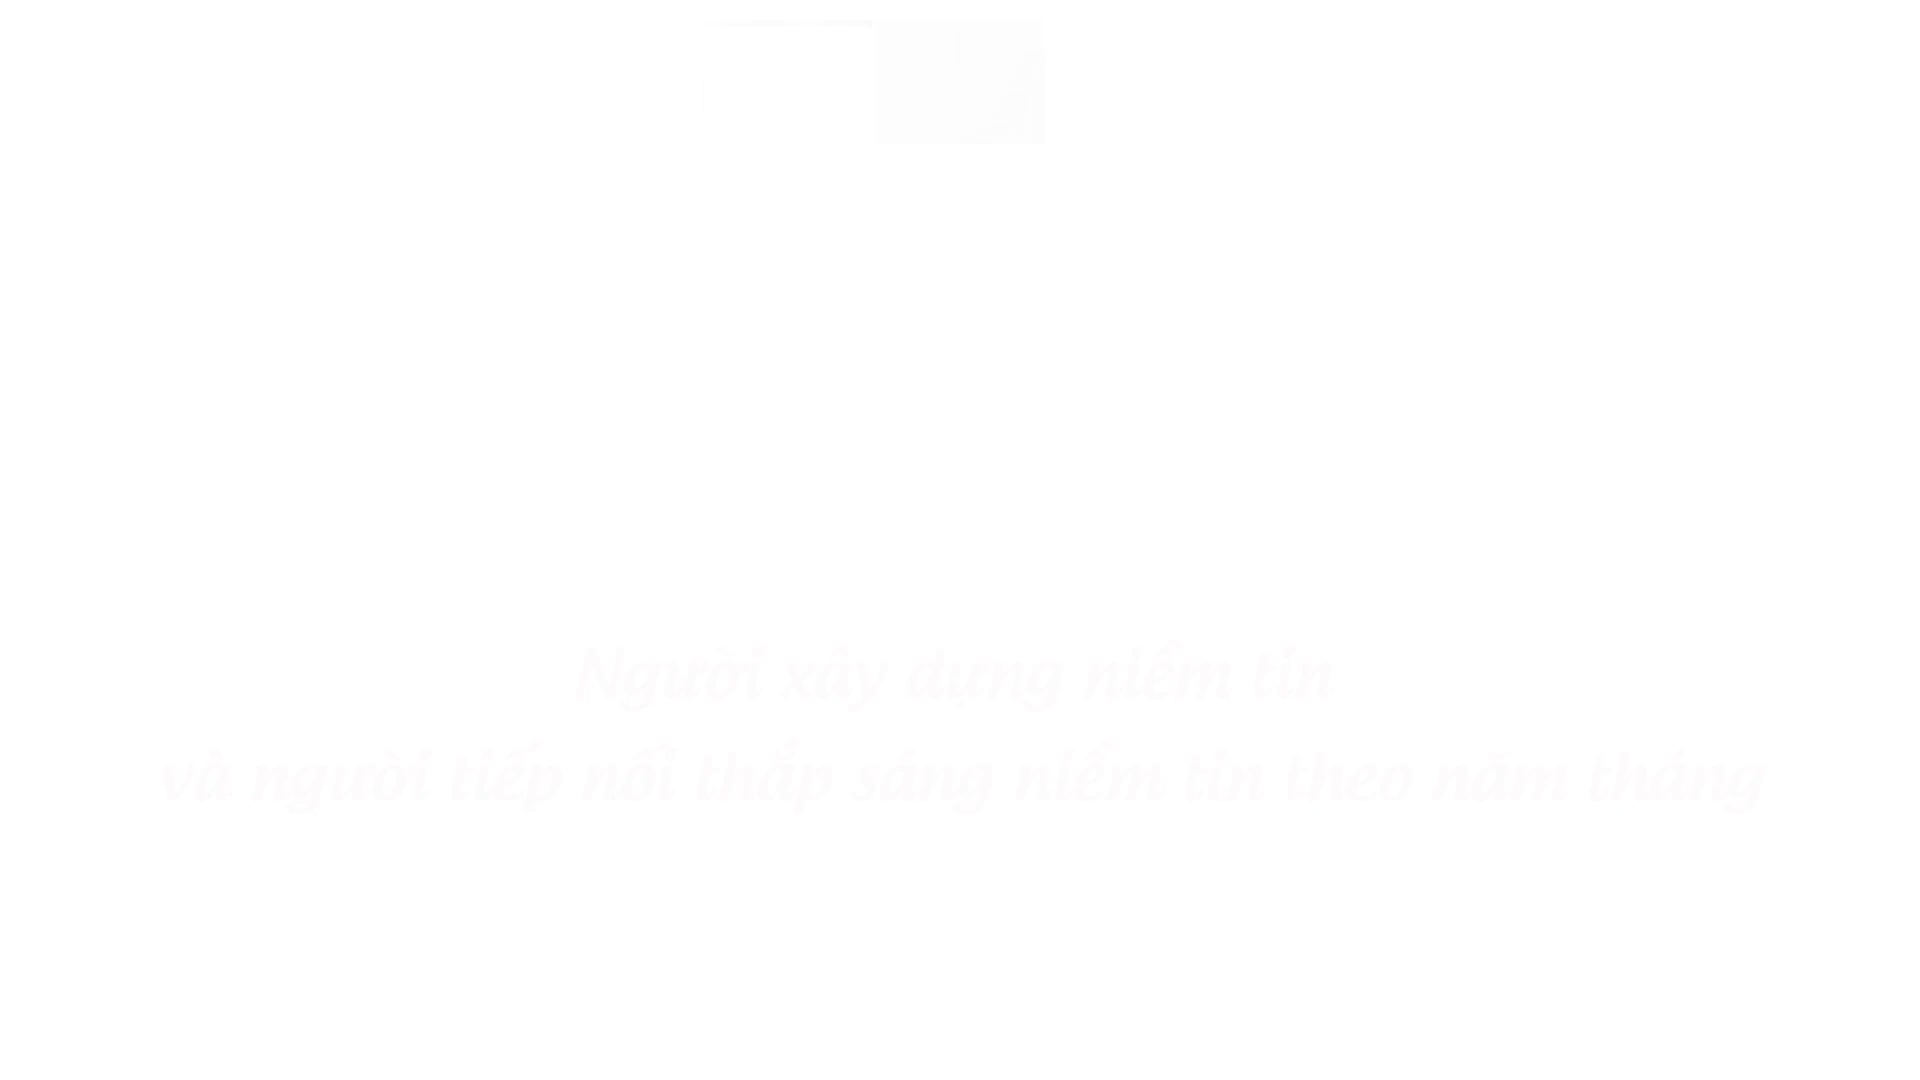 Người xây dựng niềm tin
và người tiếp nối thắp sáng niềm tin theo năm tháng